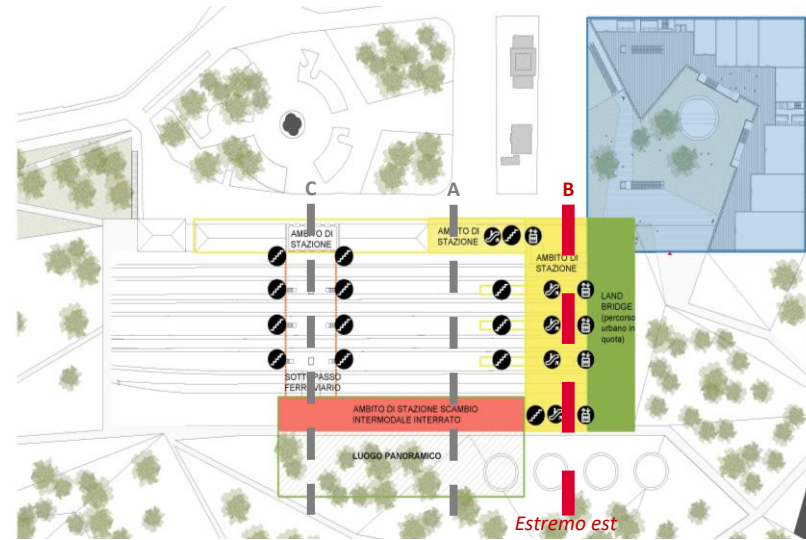 C
A
B
AMBITO DI
STAZIONE
AMBITO DI
STAZIONE
AMBITO DI
STAZIONE
LAND
BRIDGE
(percorso
urbano in
quota)
SOTTOPASSO
FERROVIARIO
AMBITO DI STAZIONE SCAMBIO
INTERMODALE INTERRATO
LUOGO PANORAMICO
Estremo est